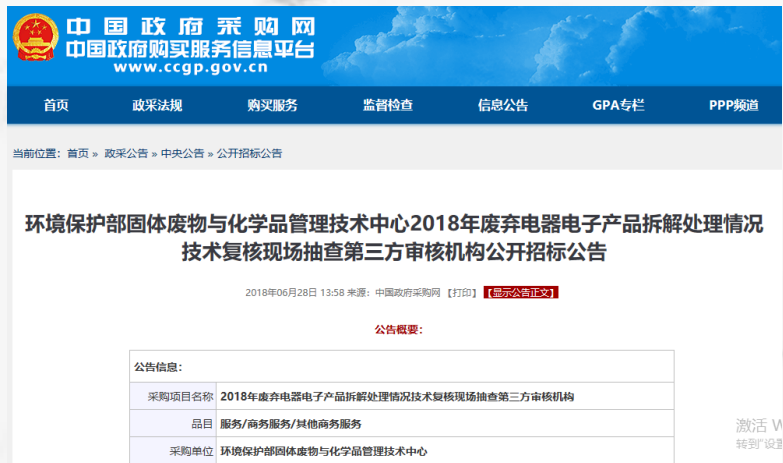 中国政府采购网
中国政府购买服务信息平台
www.ccgp.gov.cn
首页 政采法规 购买服务 监督检查 信息公告 GPA专栏 PPP频道
当前位置：首页 » 政采公告 » 中央公告 » 公开招标公告
环境保护部固体废物与化学品管理技术中心2018年废弃电器电子产品拆解处理情况
技术复核现场抽查第三方审核机构公开招标公告
2018年06月28日 13:58 来源：中国政府采购网 【打印】 【显示公告正文】
公告概要：
公告信息：
采购项目名称 2018年废弃电器电子产品拆解处理情况技术复核现场抽查第三方审核机构
品目 服务/商务服务/其他商务服务
采购单位 环境保护部固体废物与化学品管理技术中心
激活 W
转到"设置